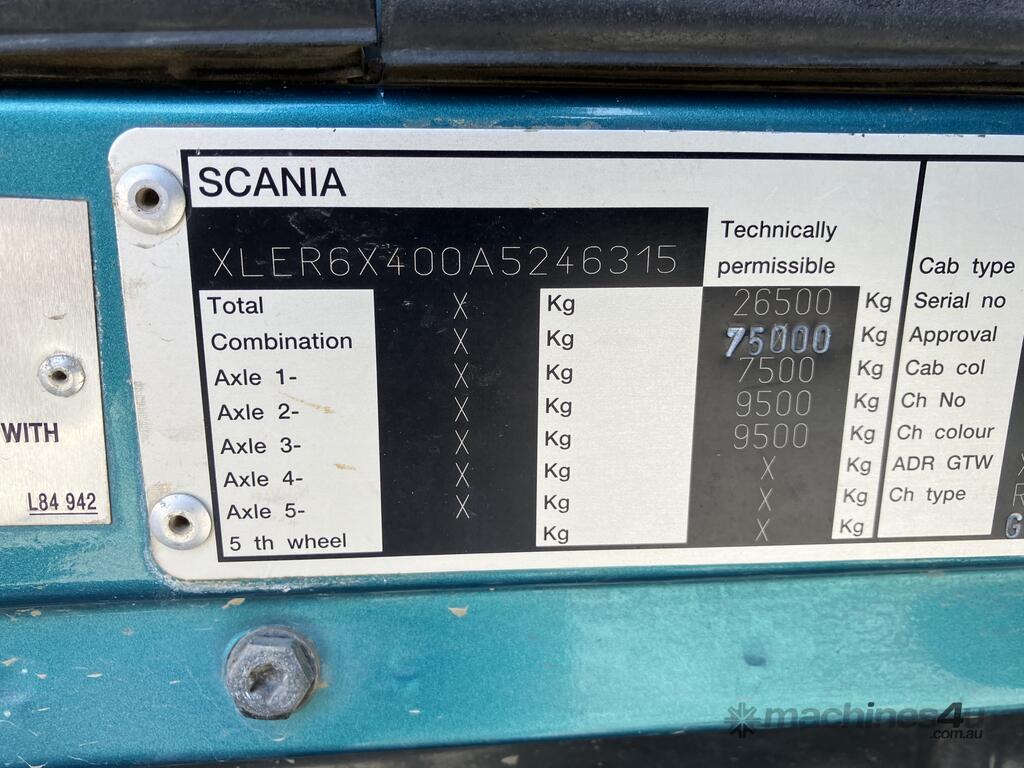 SCANIA
XLER6X400A5246315
Technically
permissible
Total X Kg 26500 Kg
Combination X Kg 75000 Kg
Axle 1- X Kg 7500 Kg
Axle 2- X Kg 9500 Kg
Axle 3- X Kg 9500 Kg
Axle 4- X Kg X Kg
Axle 5- X Kg X Kg
5 th wheel Kg X Kg
Cab type
Serial no
Approval
Cab col
Ch No
Ch colour
ADR GTW
Ch type
WITH
L84 942
machines4u
.com.au